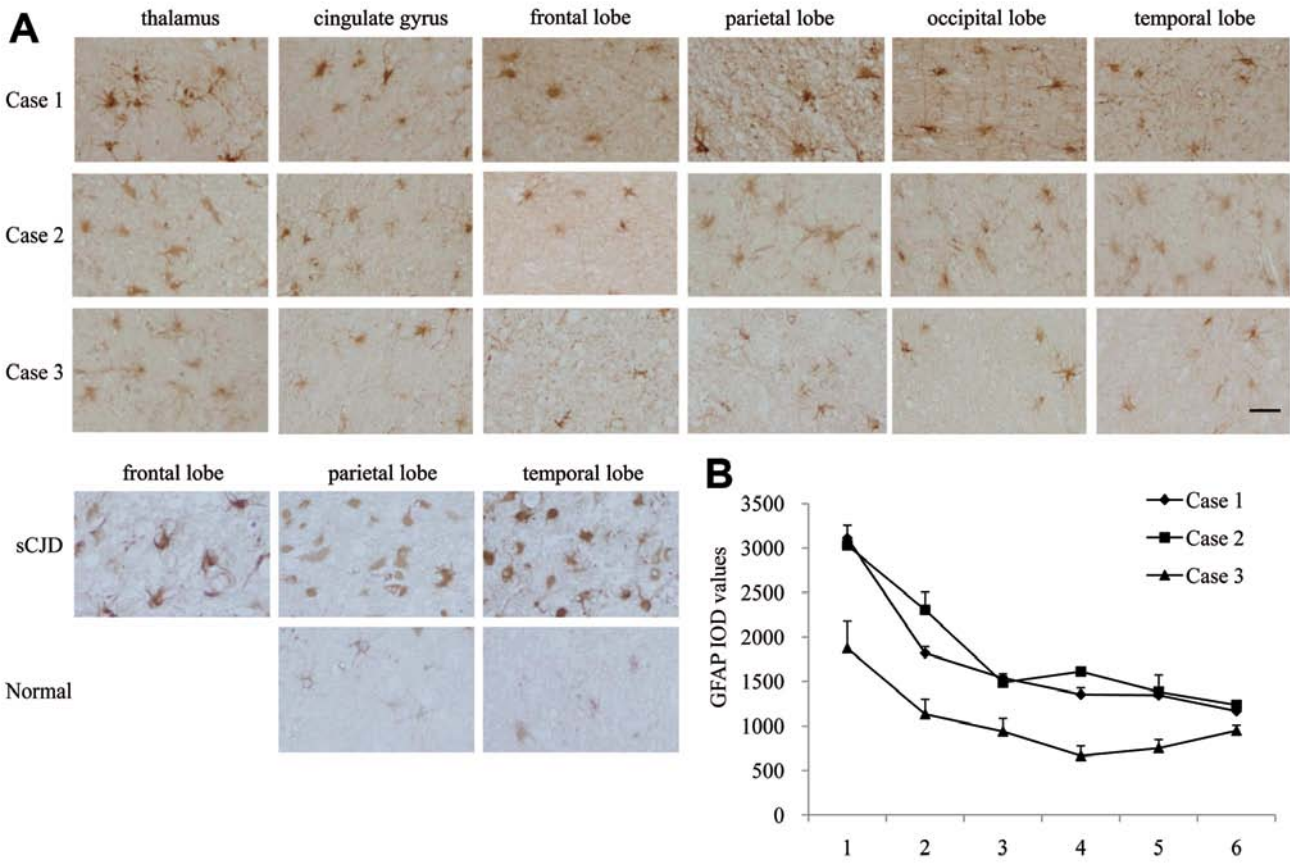 A
thalamus cingulate gyrus frontal lobe parietal lobe occipital lobe temporal lobe
Case 1
Case 2
Case 3
frontal lobe parietal lobe temporal lobe
sCJD
Normal
B
GFAP IOD values
3500
3000
2500
2000
1500
1000
500
0
1 2 3 4 5 6
Case 1
Case 2
Case 3